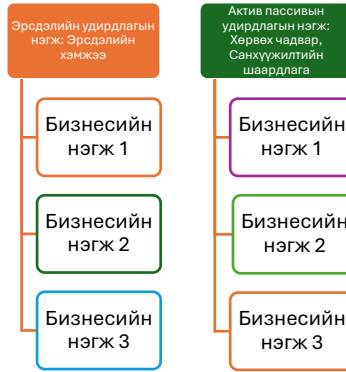 Эрсдэлийн удирдлагын
нэгж: Эрсдэлийн
хэмжээ
Бизнесийн
нэгж 1
Бизнесийн
нэгж 2
Бизнесийн
нэгж 3
Актив пассивын
удирдлагын нэгж:
Хөрвөх чадвар,
Санхүүжилтийн
шаардлага
Бизнесийн
нэгж 1
Бизнесийн
нэгж 2
Бизнесийн
нэгж 3